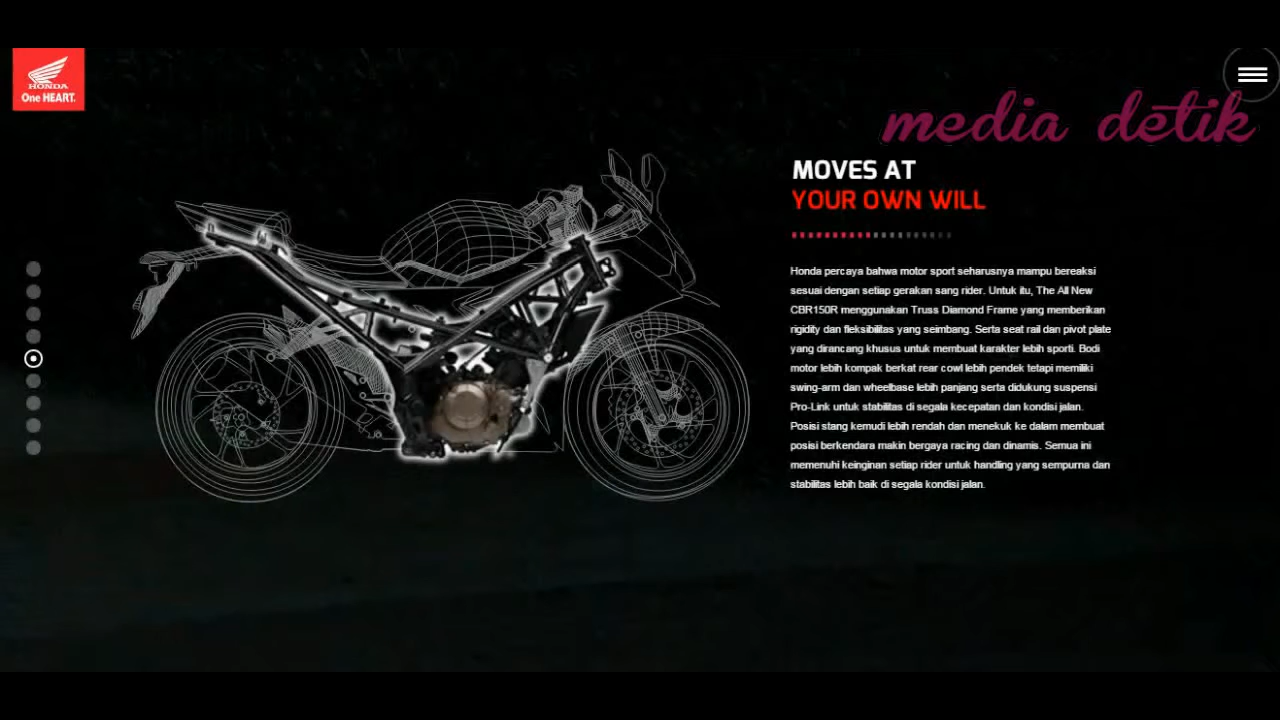 HONDA
One HEART.
media detik
MOVES AT
YOUR OWN WILL
Honda percaya bahwa motor sport seharusnya mampu bereaksi
sesuai dengan setiap gerakan sang rider. Untuk itu, The All New
CBR150R menggunakan Truss Diamond Frame yang memberikan
rigidity dan fleksibilitas yang seimbang. Serta seat rail dan pivot plate
yang dirancang khusus untuk membuat karakter lebih sporti. Bodi
motor lebih kompak berkat rear cowl lebih pendek tetapi memiliki
swing-arm dan wheelbase lebih panjang serta didukung suspensi
Pro-Link untuk stabilitas di segala kecepatan dan kondisi jalan.
Posisi stang kemudi lebih rendah dan menekuk ke dalam membuat
posisi berkendara makin bergaya racing dan dinamis. Semua ini
memenuhi keinginan setiap rider untuk handling yang sempurna dan
stabilitas lebih baik di segala kondisi jalan.